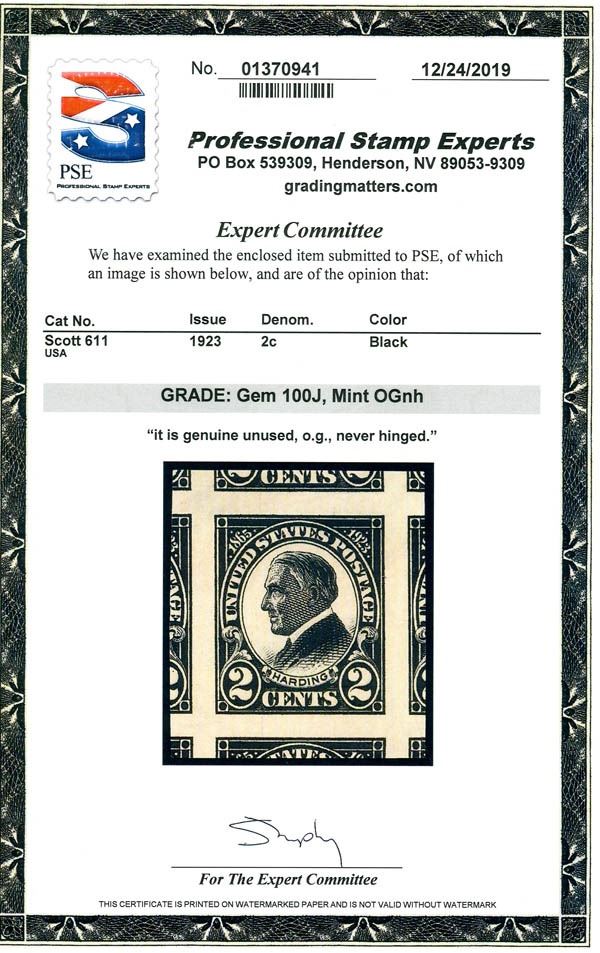 No. 01370941 12/24/2019
PSE
PROFESSIONAL STAMP EXPERTS
Professional Stamp Experts
PO Box 539309, Henderson, NV 89053-9309
gradingmatters.com
Expert Committee
We have examined the enclosed item submitted to PSE, of which
an image is shown below, and are of the opinion that:
Cat No. Issue Denom. Color
Scott 611 1923 2c Black
USA
GRADE: Gem 100J, Mint OGnh
“it is genuine unused, o.g., never hinged.”
CENTS
1865 1923
UNITED STATES POSTAGE
HARDING
2 CENTS 2
For The Expert Committee
THIS CERTIFICATE IS PRINTED ON WATERMARKED PAPER AND IS NOT VALID WITHOUT WATERMARK